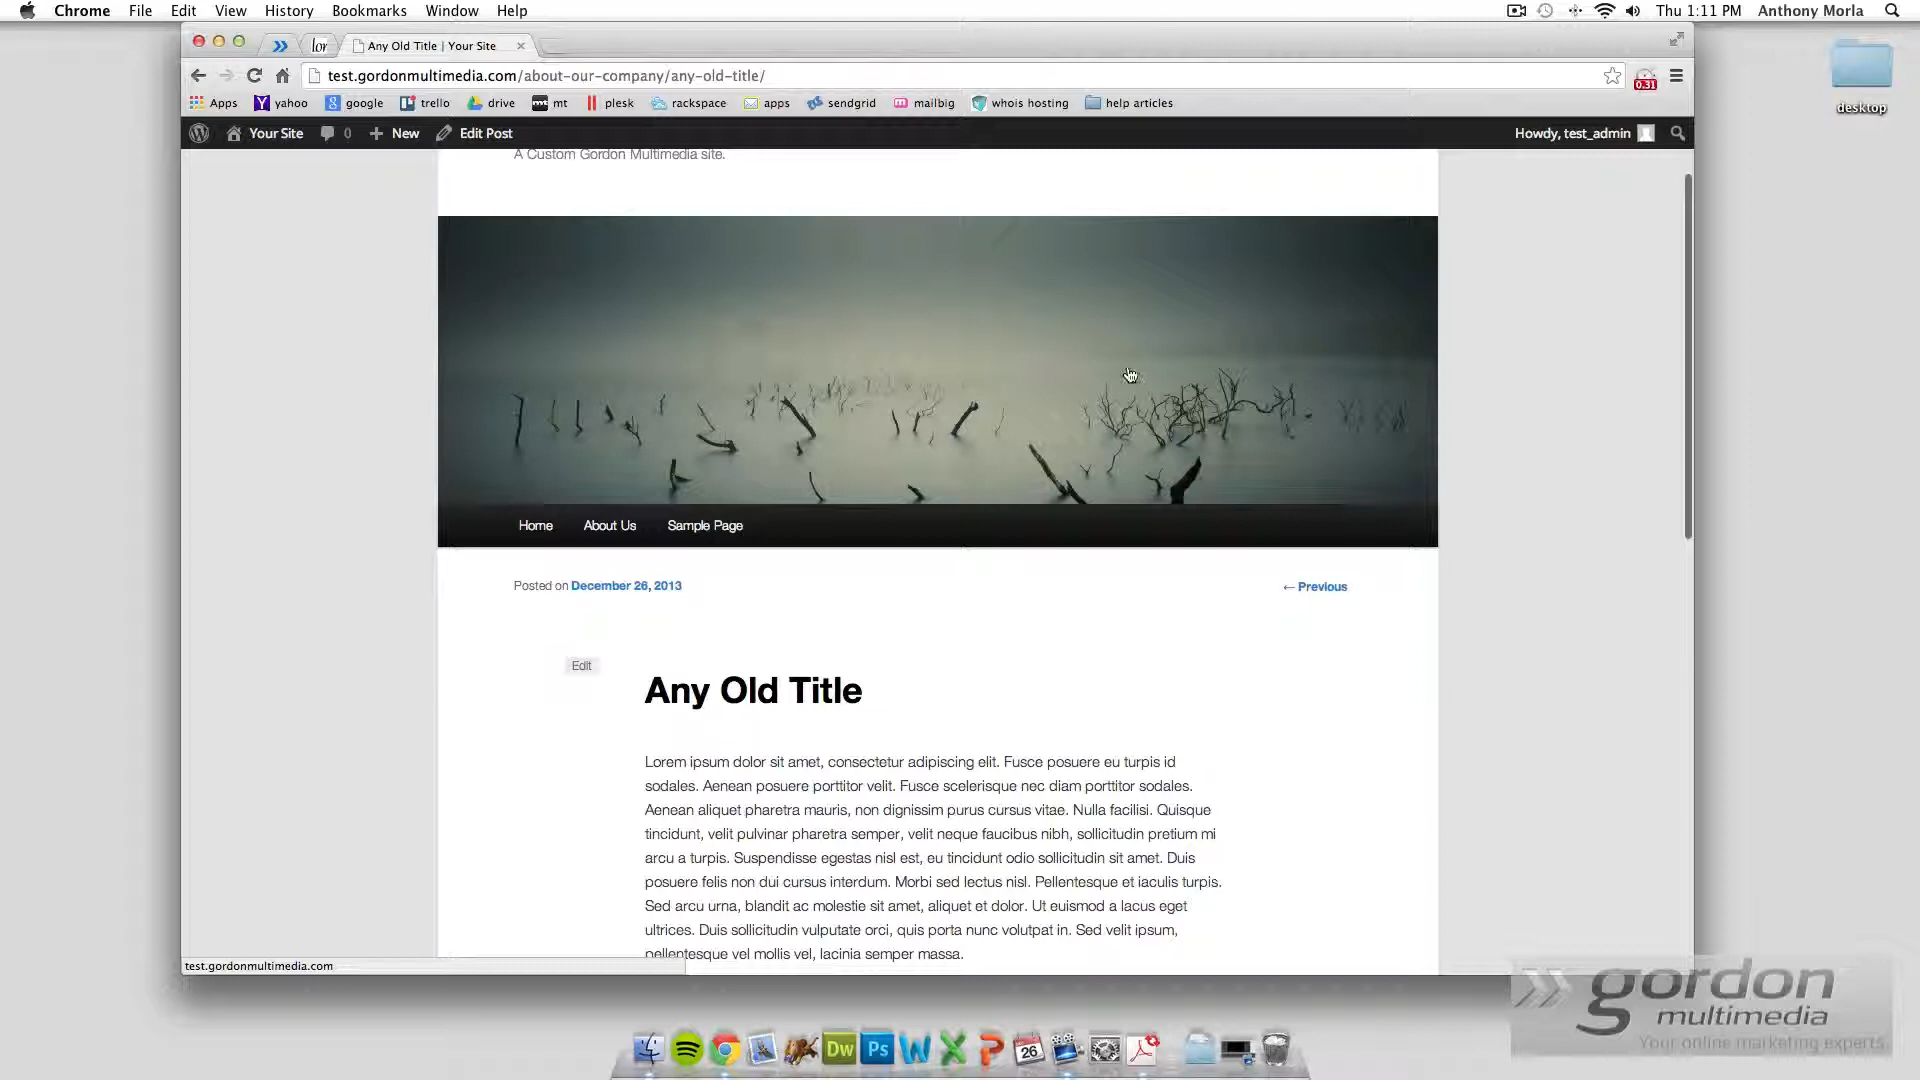 Chrome File Edit View History Bookmarks Window Help
Thu 1:11 PM Anthony Morla
lor
Any Old Title | Your Site
test.gordonmultimedia.com/about-our-company/any-old-title/
0.31
Apps yahoo google trello drive mt plesk rackspace apps sendgrid mailbig whois hosting help articles
Your Site 0 New Edit Post
Howdy, test_admin
desktop
A Custom Gordon Multimedia site.
Home About Us Sample Page
Posted on December 26, 2013
← Previous
Edit
Any Old Title
Lorem ipsum dolor sit amet, consectetur adipiscing elit. Fusce posuere eu turpis id
sodales. Aenean posuere porttitor velit. Fusce scelerisque nec diam porttitor sodales.
Aenean aliquet pharetra mauris, non dignissim purus cursus vitae. Nulla facilisi. Quisque
tincidunt, velit pulvinar pharetra semper, velit neque faucibus nibh, sollicitudin pretium mi
arcu a turpis. Suspendisse egestas nisl est, eu tincidunt odio sollicitudin sit amet. Duis
posuere felis non dui cursus interdum. Morbi sed lectus nisl. Pellentesque et iaculis turpis.
Sed arcu urna, blandit ac molestie sit amet, aliquet et dolor. Ut euismod a lacus eget
ultrices. Duis sollicitudin vulputate orci, quis porta nunc volutpat in. Sed velit ipsum,
pellentesque vel mollis vel, lacinia semper massa.
test.gordonmultimedia.com
gordon
multimedia
Your online marketing experts
Dw Ps W X P 26